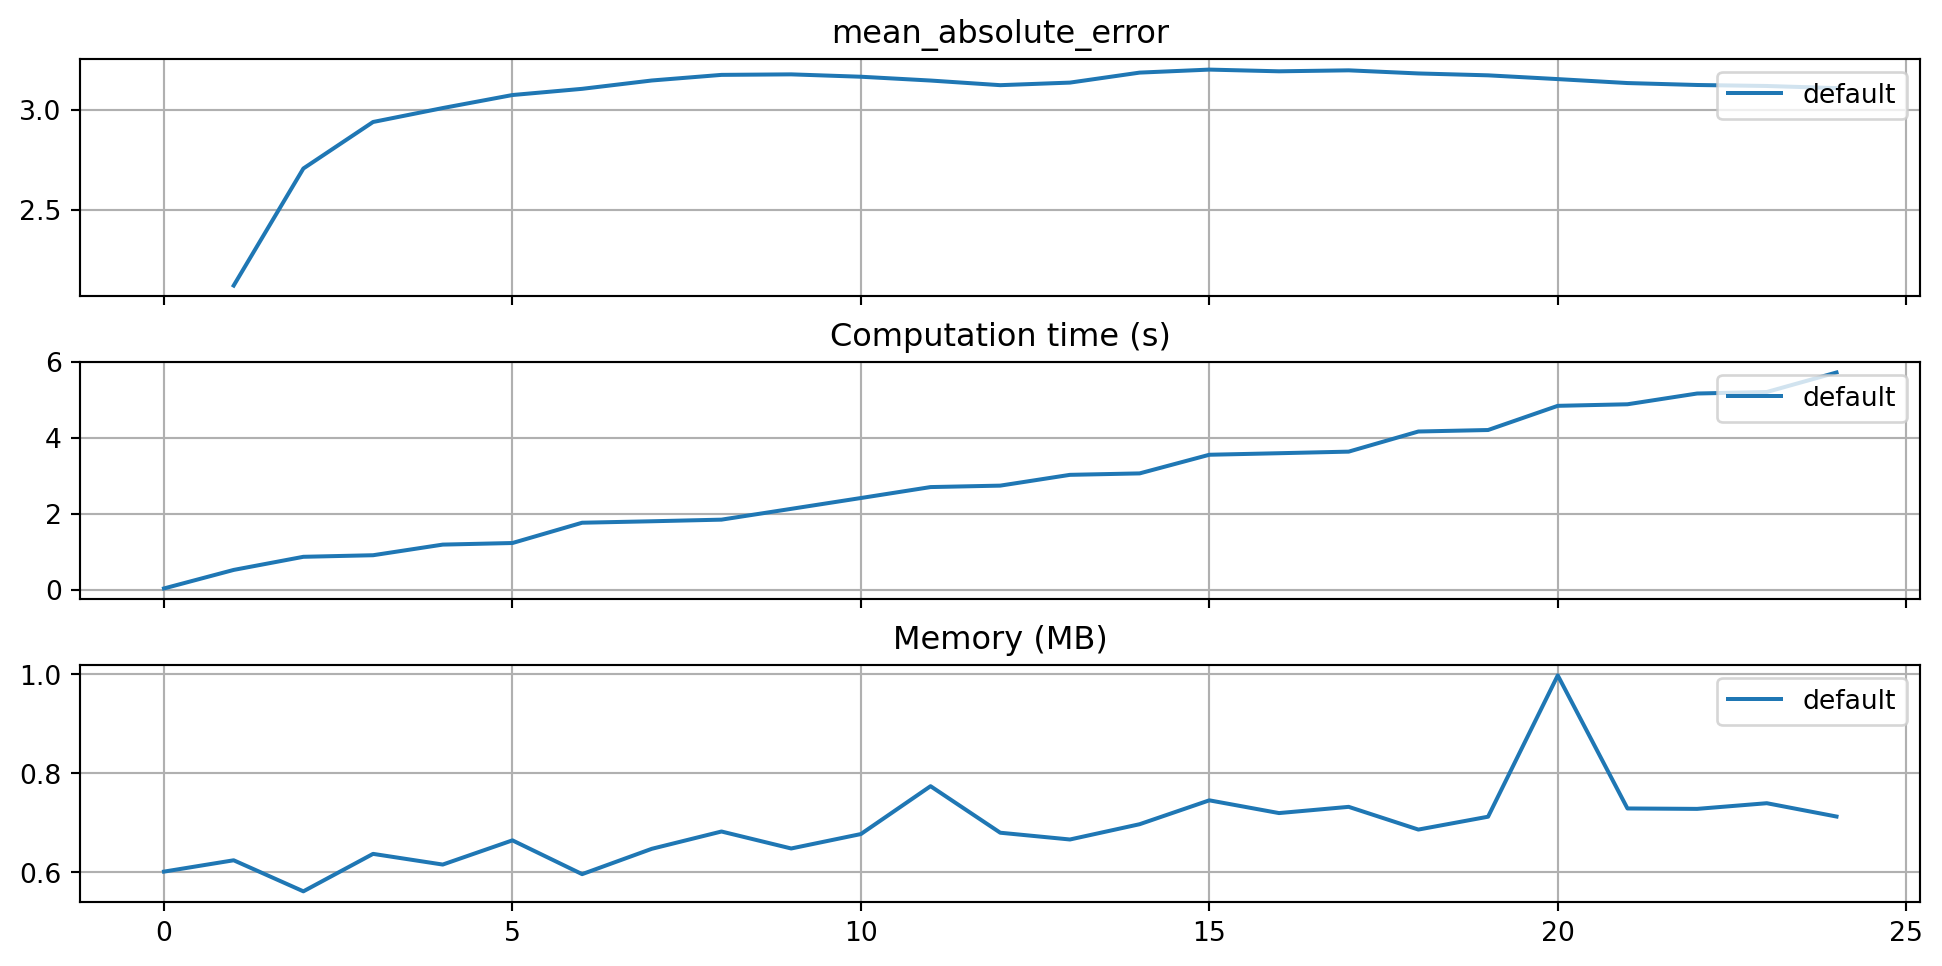 mean_absolute_error
3.0
2.5
default
Computation time (s)
6
4
2
0
default
Memory (MB)
1.0
0.8
0.6
default
0 5 10 15 20 25